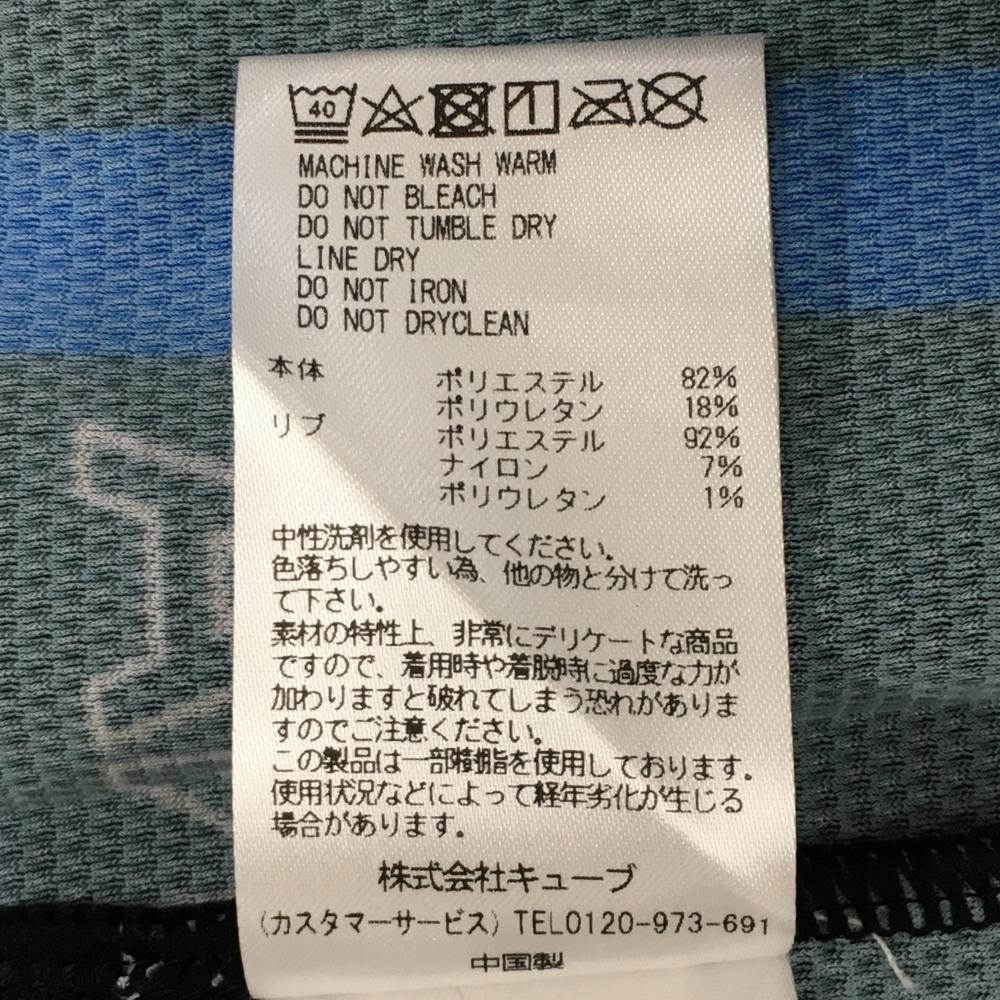 40
MACHINE WASH WARM
DO NOT BLEACH
DO NOT TUMBLE DRY
LINE DRY
DO NOT IRON
DO NOT DRYCLEAN
本体 ポリエステル 82%
ポリウレタン 18%
リブ ポリエステル 92%
ナイロン 7%
ポリウレタン 1%
中性洗剤を使用してください。
色落ちしやすい為、他の物と分けて洗っ
て下さい。
素材の特性上、非常にデリケートな商品
ですので、着用時や着脱時に過度な力が
加わりますと破れてしまう恐れがありま
すのでご注意ください。
この製品は一部樹脂を使用しております。
使用状況などによって経年劣化が生じる
場合があります。
株式会社キューブ
(カスタマーサービス) TEL0120-973-691
中国製